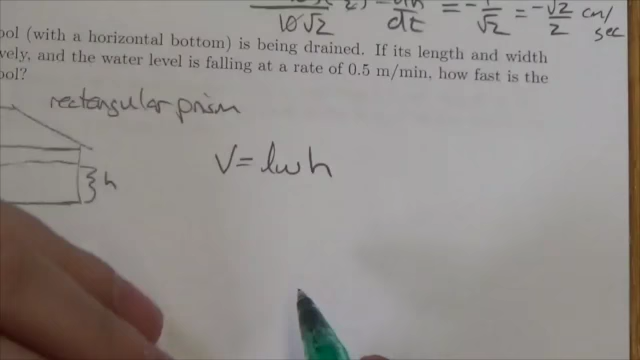 10√2 dt = -1/√2 = -√2/2 cm/sec
ool (with a horizontal bottom) is being drained. If its length and width
vely, and the water level is falling at a rate of 0.5 m/min, how fast is the
ool?
rectangular prism
V = lwh
h